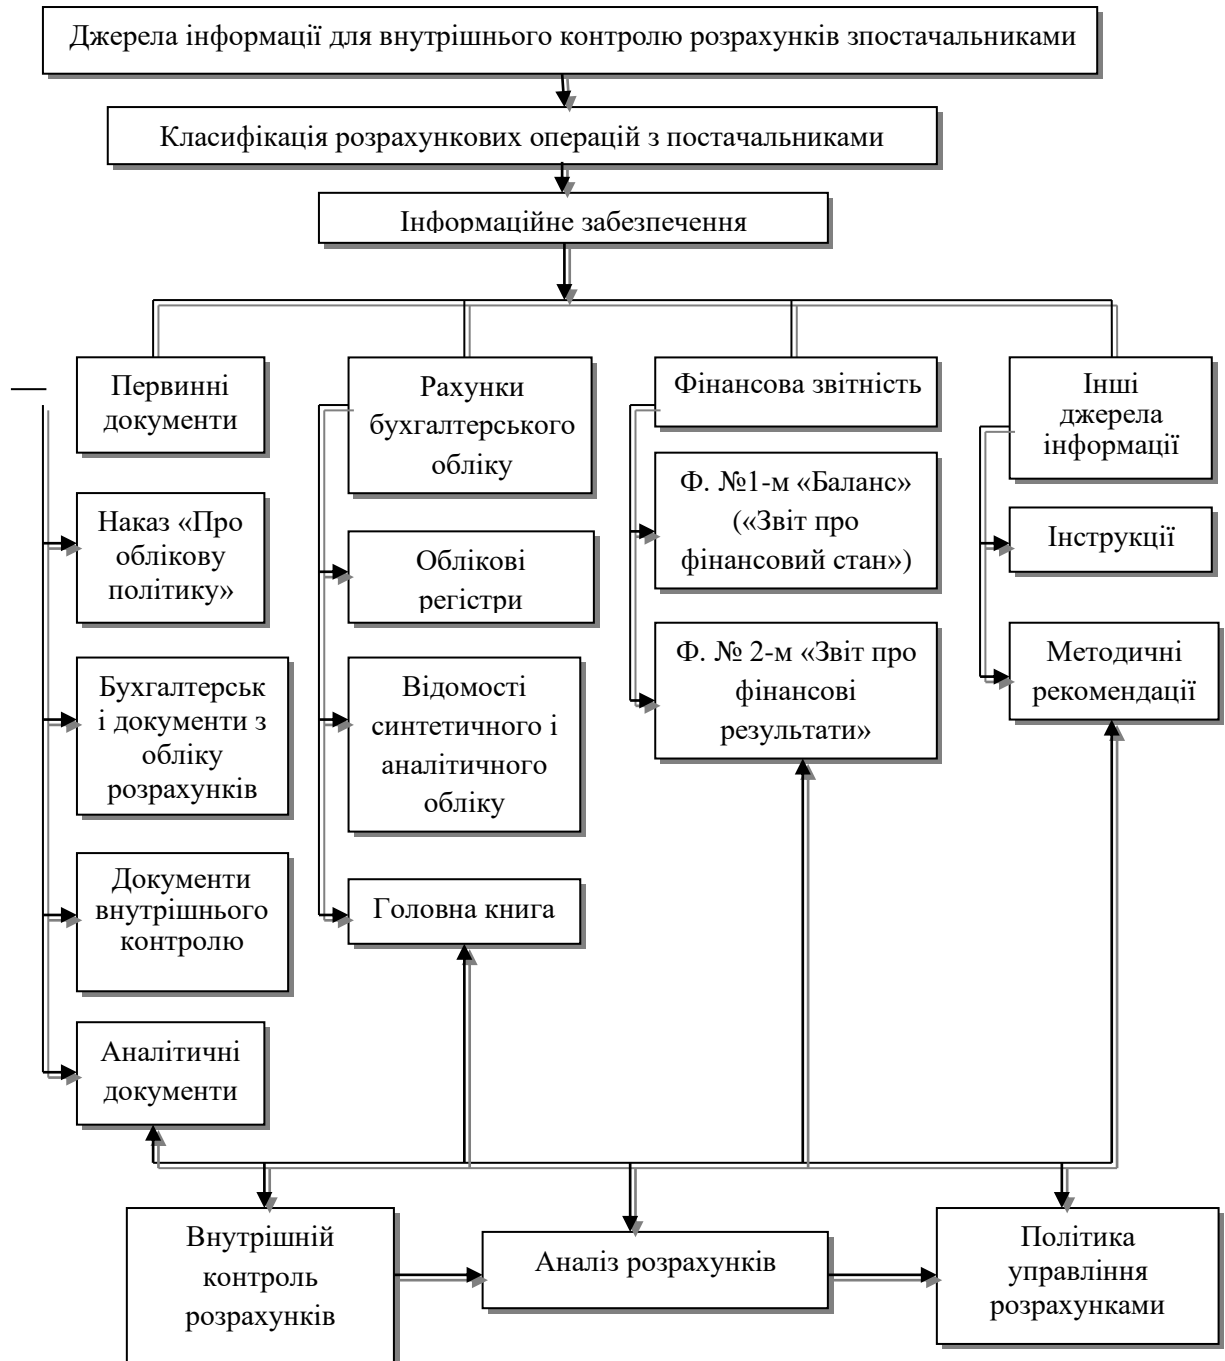 Джерела інформації для внутрішнього контролю розрахунків зпостачальниками
Класифікація розрахункових операцій з постачальниками
Інформаційне забезпечення
Первинні
документи
Наказ «Про
облікову
політику»
Бухгалтерськ
і документи з
обліку
розрахунків
Документи
внутрішнього
контролю
Аналітичні
документи
Рахунки
бухгалтерського
обліку
Облікові
регістри
Відомості
синтетичного і
аналітичного
обліку
Головна книга
Фінансова звітність
Ф. №1-м «Баланс»
(«Звіт про
фінансовий стан»)
Ф. № 2-м «Звіт про
фінансові
результати»
Інші
джерела
інформації
Інструкції
Методичні
рекомендації
Внутрішній
контроль
розрахунків
Аналіз розрахунків
Політика
управління
розрахунками